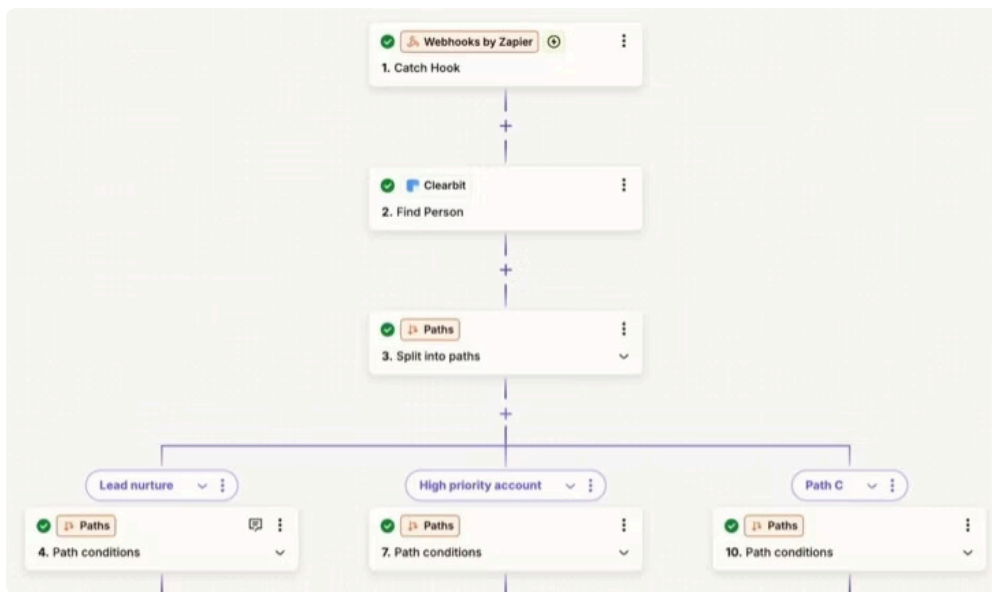 Webhooks by Zapier
1. Catch Hook
Clearbit
2. Find Person
Paths
3. Split into paths
Lead nurture
High priority account
Path C
Paths
4. Path conditions
Paths
7. Path conditions
Paths
10. Path conditions